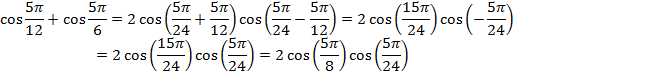 cos 5π/12 + cos 5π/6 = 2 cos(5π/24 + 5π/12) cos(5π/24 − 5π/12) = 2 cos(15π/24) cos(−5π/24)
= 2 cos(15π/24) cos(5π/24) = 2 cos(5π/8) cos(5π/24)